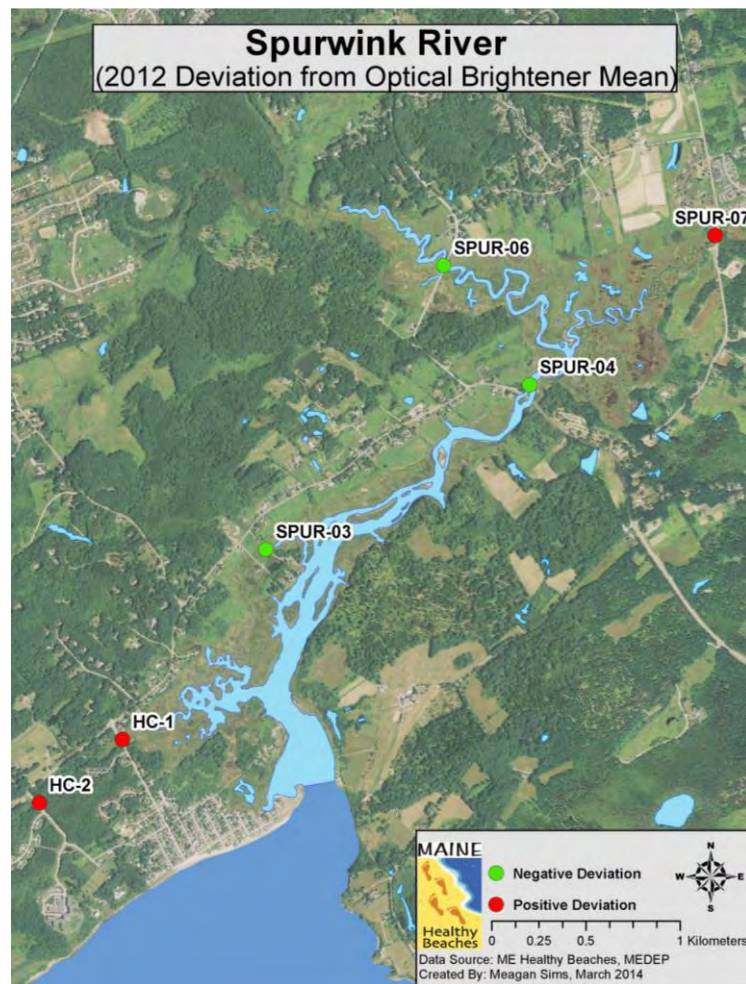 Spurwink River
(2012 Deviation from Optical Brightener Mean)
SPUR-07
SPUR-06
SPUR-04
SPUR-03
HC-1
HC-2
MAINE
Healthy
Beaches
Negative Deviation
Positive Deviation
N
W E
S
0 0.25 0.5 1 Kilometers
Data Source: ME Healthy Beaches, MEDEP
Created By: Meagan Sims, March 2014